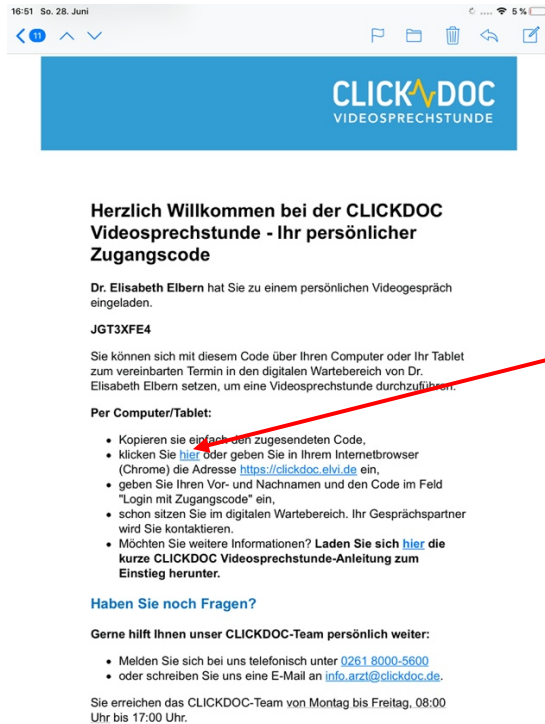 16:51 So. 28. Juni
5 %
11
CLICKDOC
VIDEOSPRECHSTUNDE
Herzlich Willkommen bei der CLICKDOC
Videosprechstunde - Ihr persönlicher
Zugangscode
Dr. Elisabeth Elbern hat Sie zu einem persönlichen Videogespräch
eingeladen.
JGT3XFE4
Sie können sich mit diesem Code über Ihren Computer oder Ihr Tablet
zum vereinbarten Termin in den digitalen Wartebereich von Dr.
Elisabeth Elbern setzen, um eine Videosprechstunde durchzuführen.
Per Computer/Tablet:
• Kopieren sie einfach den zugesendeten Code,
• klicken Sie hier oder geben Sie in Ihrem Internetbrowser
(Chrome) die Adresse https://clickdoc.elvi.de ein,
• geben Sie Ihren Vor- und Nachnamen und den Code im Feld
"Login mit Zugangscode" ein,
• schon sitzen Sie im digitalen Wartebereich. Ihr Gesprächspartner
wird Sie kontaktieren.
• Möchten Sie weitere Informationen? Laden Sie sich hier die
kurze CLICKDOC Videosprechstunde-Anleitung zum
Einstieg herunter.
Haben Sie noch Fragen?
Gerne hilft Ihnen unser CLICKDOC-Team persönlich weiter:
• Melden Sie sich bei uns telefonisch unter 0261 8000-5600
• oder schreiben Sie uns eine E-Mail an info.arzt@clickdoc.de.
Sie erreichen das CLICKDOC-Team von Montag bis Freitag, 08:00
Uhr bis 17:00 Uhr.